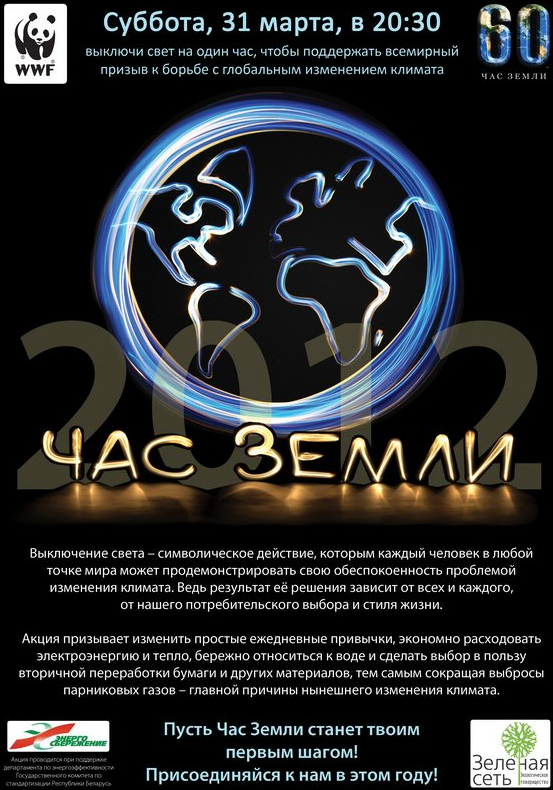 Суббота, 31 марта, в 20:30
выключи свет на один час, чтобы поддержать всемирный
призыв к борьбе с глобальным изменением климата
WWF
60
ЧАС ЗЕМЛИ
2012
ЧАС ЗЕМЛИ
Выключение света – символическое действие, которым каждый человек в любой
точке мира может продемонстрировать свою обеспокоенность проблемой
изменения климата. Ведь результат её решения зависит от всех и каждого,
от нашего потребительского выбора и стиля жизни.
Акция призывает изменить простые ежедневные привычки, экономно расходовать
электроэнергию и тепло, бережно относиться к воде и сделать выбор в пользу
вторичной переработки бумаги и других материалов, тем самым сокращая выбросы
парниковых газов – главной причины нынешнего изменения климата.
ЭНЕРГО
СБЕРЕЖЕНИЕ
Акция проводится при поддержке
департамента по энергоэффективности
Государственного комитета по
стандартизации Республики Беларусь
Пусть Час Земли станет твоим
первым шагом!
Присоединяйся к нам в этом году!
Зеленая
сеть
Экологическое
товарищество